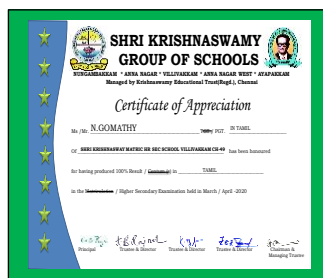 SHRI KRISHNASWAMY
GROUP OF SCHOOLS
NUNGAMBAKKAM * ANNA NAGAR * VILLIVAKKAM * ANNA NAGAR WEST * AYAPAKKAM
Managed by Krishnaswamy Educational Trust(Regd.), Chennai
Certificate of Appreciation
Ms /Mr. N.GOMATHY PGT. IN TAMIL
Of SHRI KRISHNASWAY MATRIC HR SEC SCHOOL VILLIVAKKAM CH-49 has been honoured
for having produced 100% Result / in TAMIL
in the / Higher Secondary Examination held in March / April -2020
Principal Trustee & Director Trustee & Director Trustee & Director Chairman &
Managing Trustee